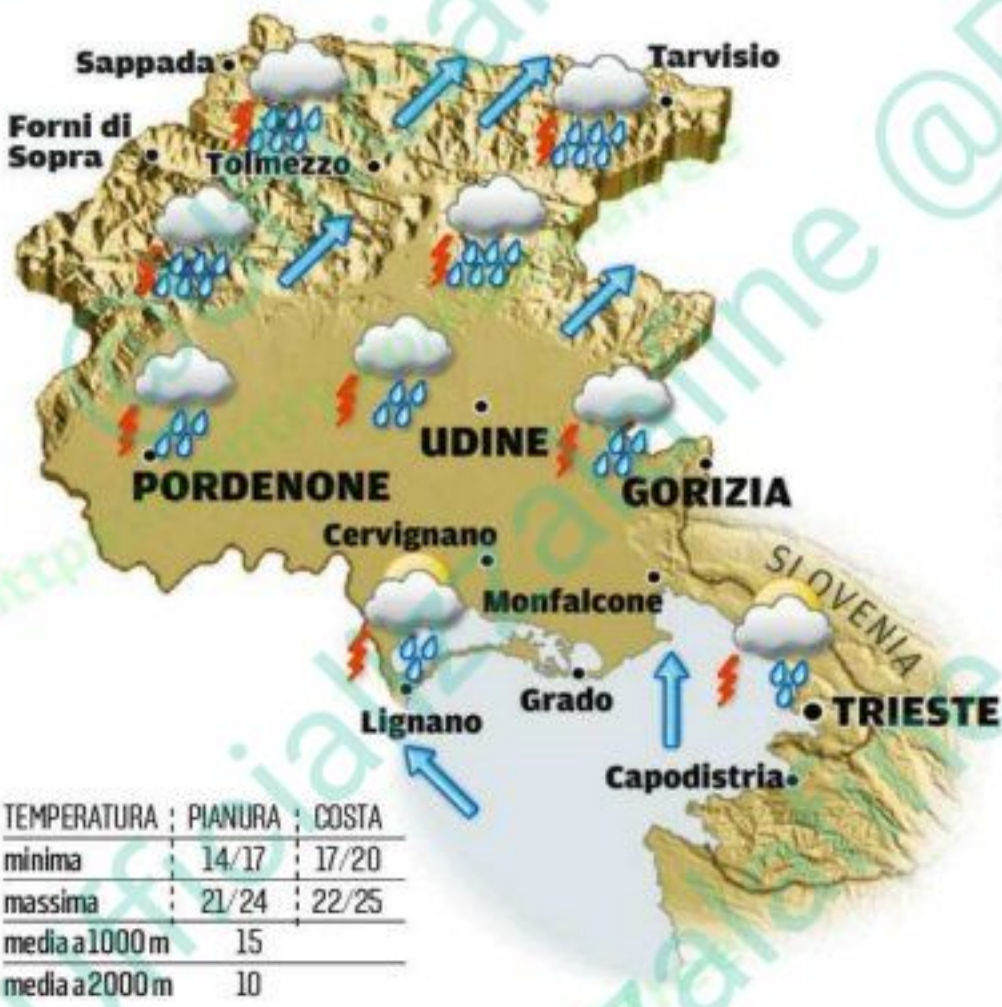 Sappada
Tarvisio
Forni di
Sopra
Tolmezzo
UDINE
PORDENONE
GORIZIA
Cervignano
SLOVENIA
Monfalcone
Grado
TRIESTE
Lignano
Capodistria
TEMPERATURA PIANURA COSTA
minima 14/17 17/20
massima 21/24 22/25
media a 1000 m 15
media a 2000 m 10